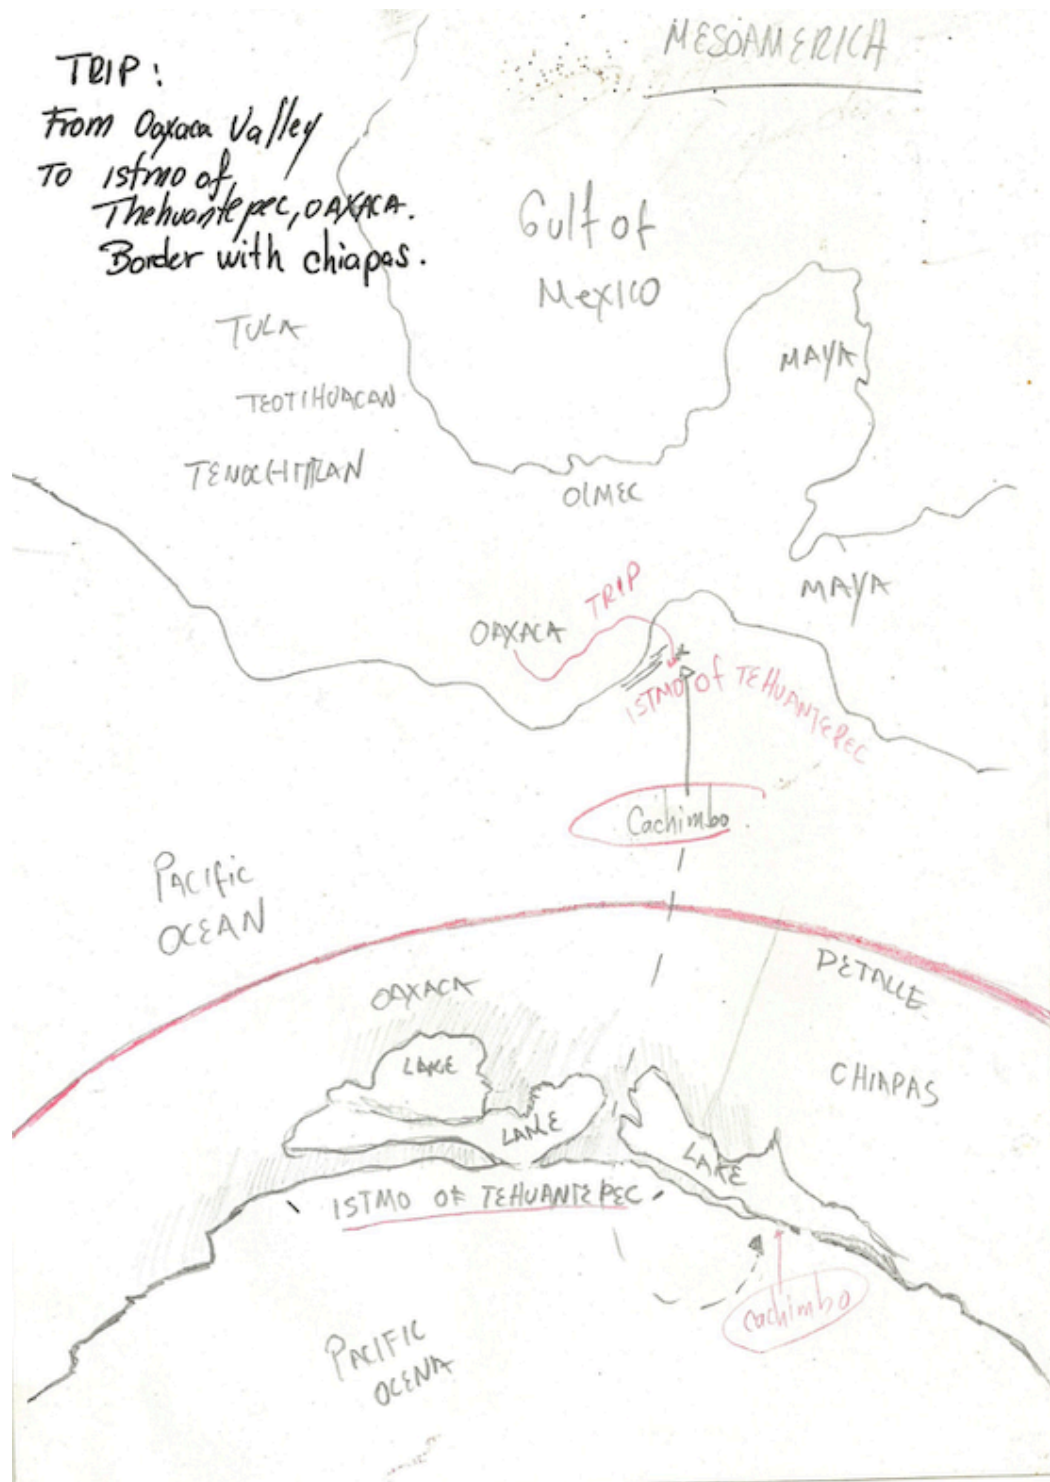 MESOAMERICH
TRIP:
From Oaxaca Valley
To istmo of
Thehuantepec, OAXACA.
Border with chiapas.
Gulf of
MEXICO
TULA
TEOTIHUACAN
TENOCHTITLAN
MAYA
OLMEC
MAYA
TRIP
OAXACA
ISTMO of TEHUANTEPEC
Cachimbo
PACIfic
OCEAN
DETALLE
OAXACA
CHIAPAS
LAKE
LAKE
LAKE
ISTMO OF TEHUANTEPEC
Cachimbo
PACIFIC
OCENA